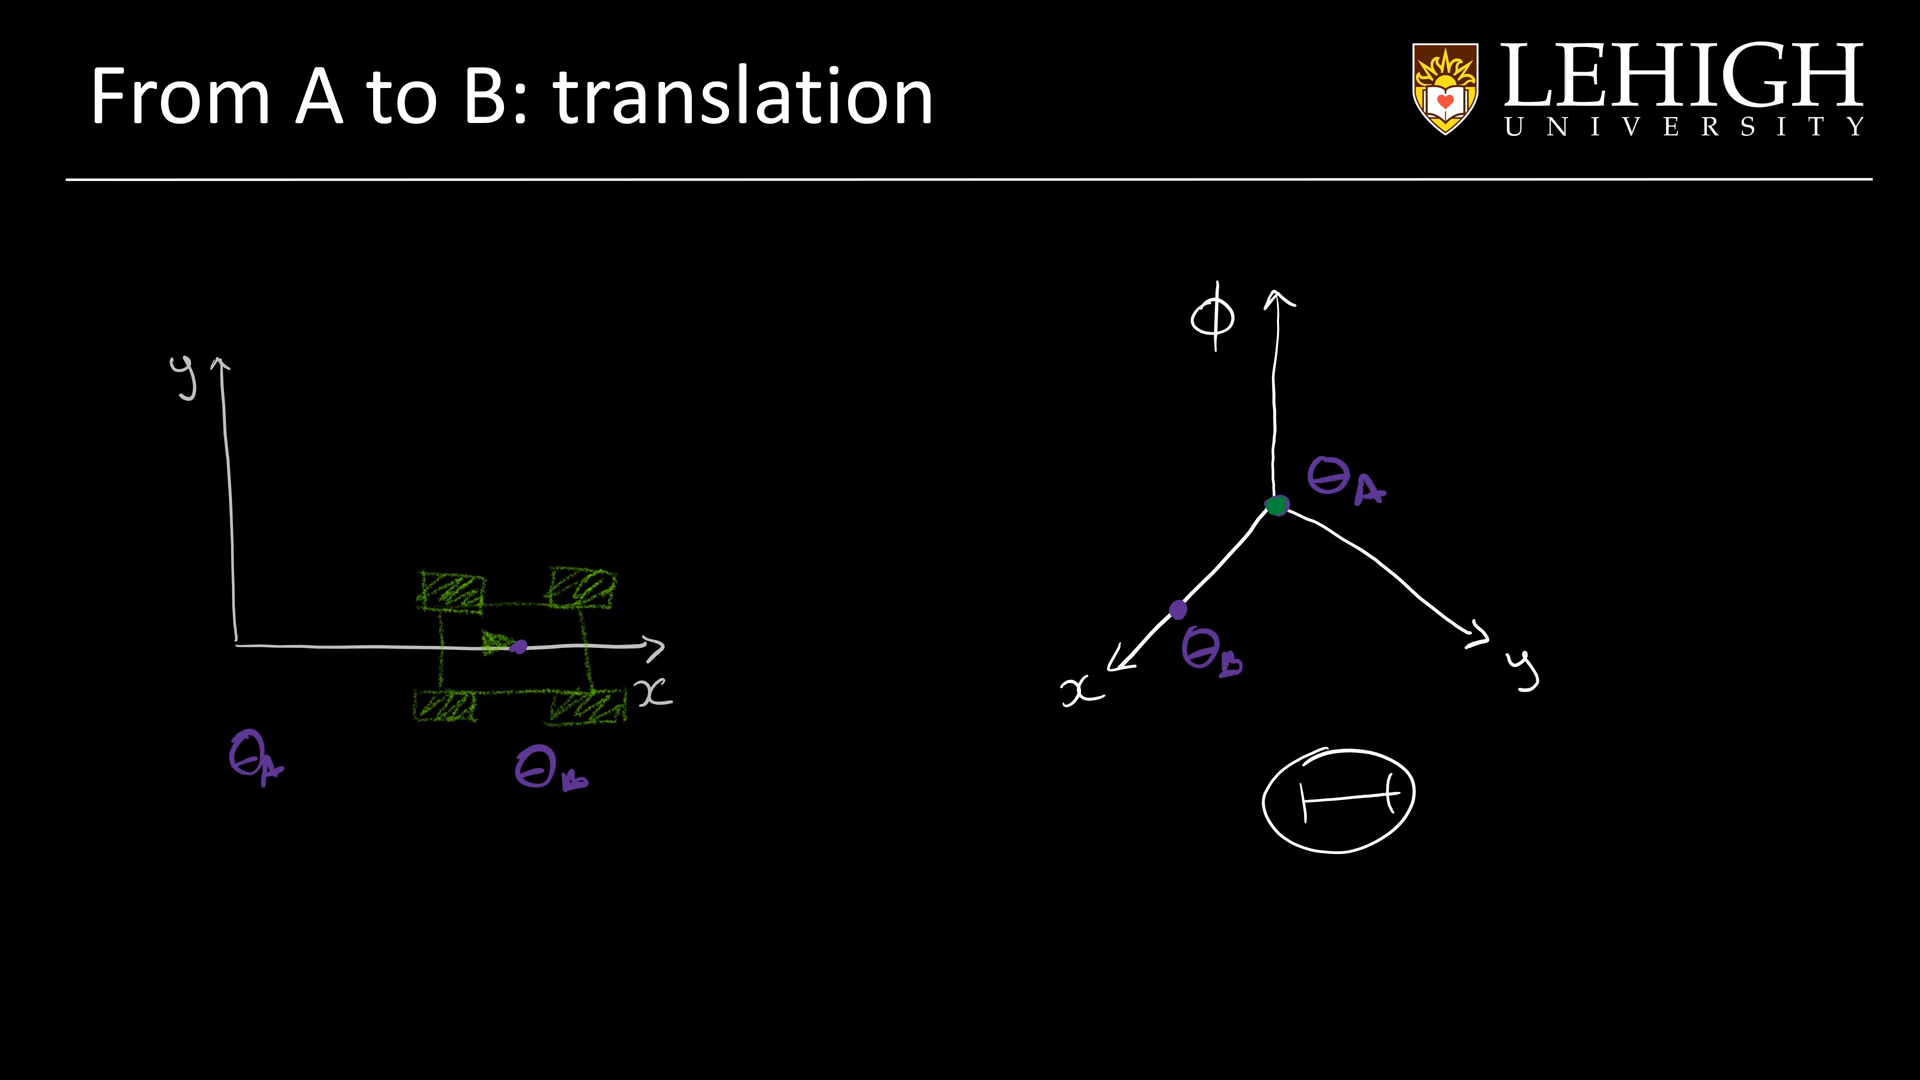 From A to B: translation
LEHIGH
UNIVERSITY
ϕ
y
θA
x
θB
y
x
θA
θB